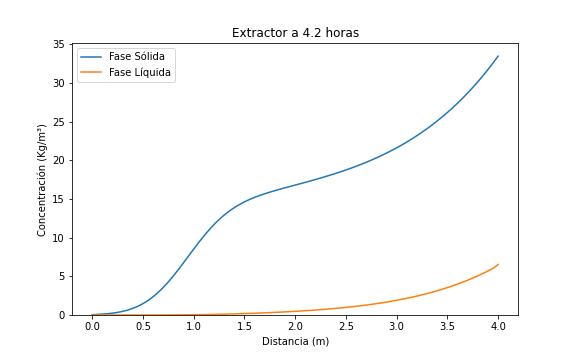 Extractor a 4.2 horas
Fase Sólida
Fase Líquida
Concentración (Kg/m³)
35
30
25
20
15
10
5
0
0.0 0.5 1.0 1.5 2.0 2.5 3.0 3.5 4.0
Distancia (m)